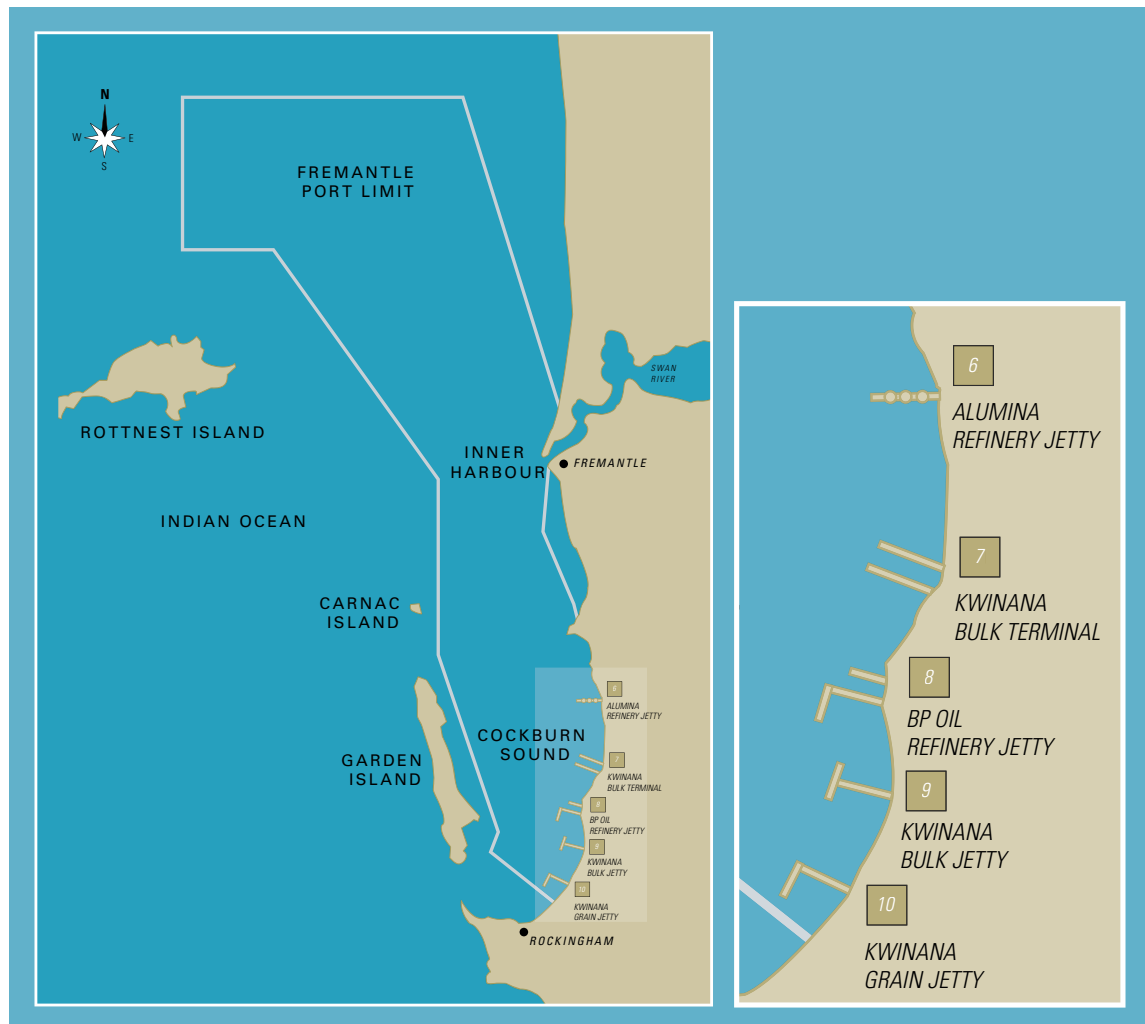 N
W
E
S
FREMANTLE
PORT LIMIT
SWAN
RIVER
ROTTNEST ISLAND
INNER
HARBOUR
FREMANTLE
INDIAN OCEAN
CARNAC
ISLAND
6
ALUMINA
REFINERY JETTY
COCKBURN
SOUND
GARDEN
ISLAND
7
KWINANA
BULK TERMINAL
8
BP OIL
REFINERY JETTY
9
KWINANA
BULK JETTY
10
KWINANA
GRAIN JETTY
ROCKINGHAM
6
ALUMINA
REFINERY JETTY
7
KWINANA
BULK TERMINAL
8
BP OIL
REFINERY JETTY
9
KWINANA
BULK JETTY
10
KWINANA
GRAIN JETTY